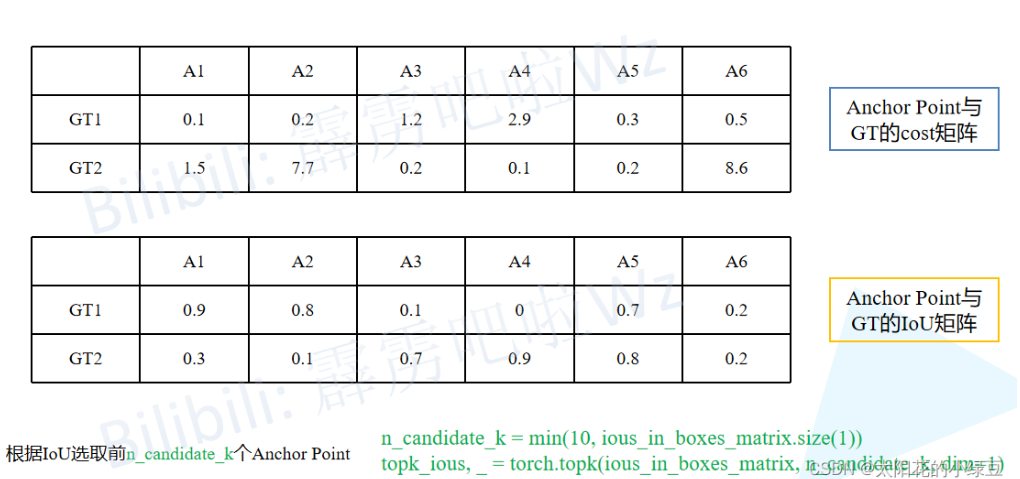 A1 A2 A3 A4 A5 A6
GT1 0.1 0.2 1.2 2.9 0.3 0.5
GT2 1.5 7.7 0.2 0.1 0.2 8.6
Anchor Point与
GT的cost矩阵
A1 A2 A3 A4 A5 A6
GT1 0.9 0.8 0.1 0 0.7 0.2
GT2 0.3 0.1 0.7 0.9 0.8 0.2
Anchor Point与
GT的IoU矩阵
Bilibili: 霹雳吧啦Wz
Bilibili: 霹雳吧啦Wz
根据IoU选取前n_candidate_k个Anchor Point
n_candidate_k = min(10, ious_in_boxes_matrix.size(1))
topk_ious, _ = torch.topk(ious_in_boxes_matrix, n_candidate_k, dim=1)
CSDN @太阳花的小绿豆